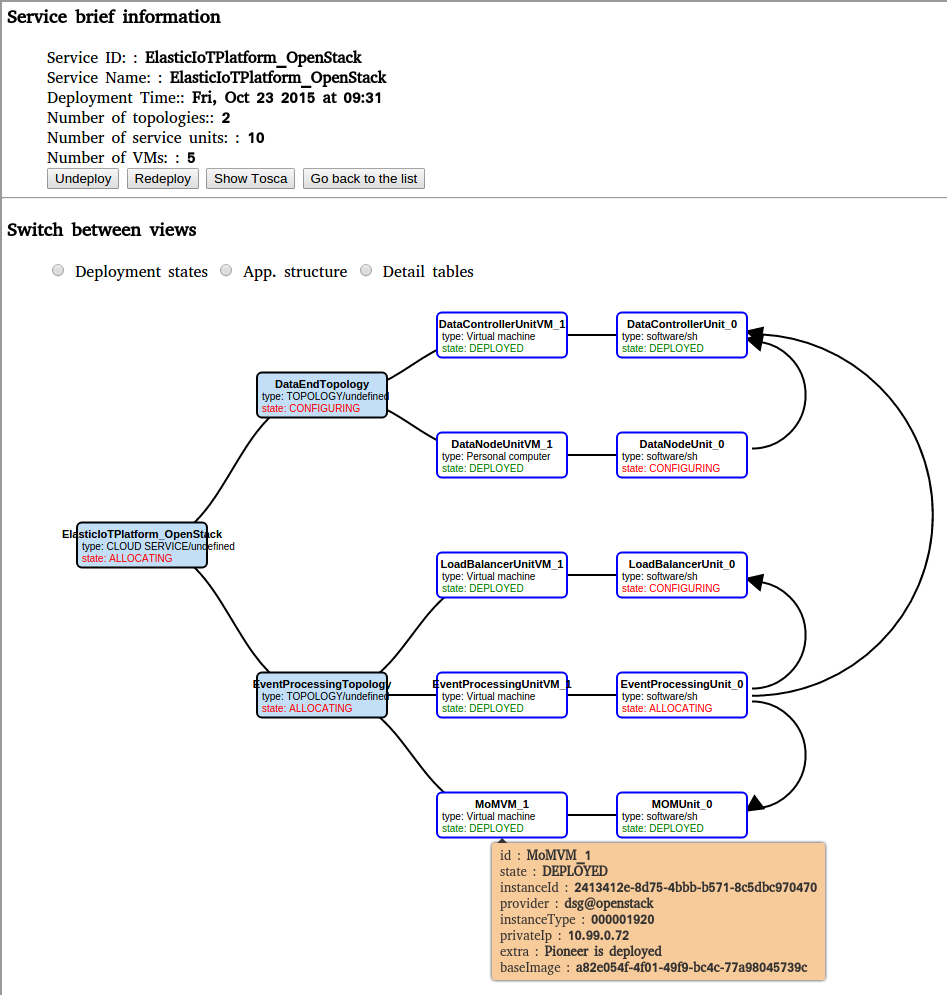 Service brief information
Service ID: : ElasticIoTPlatform_OpenStack
Service Name: : ElasticIoTPlatform_OpenStack
Deployment Time:: Fri, Oct 23 2015 at 09:31
Number of topologies:: 2
Number of service units: : 10
Number of VMs: : 5
Undeploy Redeploy Show Tosca Go back to the list
Switch between views
Deployment states App. structure Detail tables
DataControllerUnitVM_1
type: Virtual machine
state: DEPLOYED
DataControllerUnit_0
type: software/sh
state: DEPLOYED
DataEndTopology
type: TOPOLOGY/undefined
state: CONFIGURING
DataNodeUnitVM_1
type: Personal computer
state: DEPLOYED
DataNodeUnit_0
type: software/sh
state: CONFIGURING
ElasticIoTPlatform_OpenStack
type: CLOUD SERVICE/undefined
state: ALLOCATING
LoadBalancerUnitVM_1
type: Virtual machine
state: DEPLOYED
LoadBalancerUnit_0
type: software/sh
state: CONFIGURING
EventProcessingTopology
type: TOPOLOGY/undefined
state: ALLOCATING
EventProcessingUnitVM_1
type: Virtual machine
state: DEPLOYED
EventProcessingUnit_0
type: software/sh
state: ALLOCATING
MoMVM_1
type: Virtual machine
state: DEPLOYED
MOMUnit_0
type: software/sh
state: DEPLOYED
id : MoMVM_1
state : DEPLOYED
instanceId : 2413412e-8d75-4bbb-b571-8c5dbc970470
provider : dsg@openstack
instanceType : 000001920
privateIp : 10.99.0.72
extra : Pioneer is deployed
baseImage : a82e054f-4f01-49f9-bc4c-77a98045739c